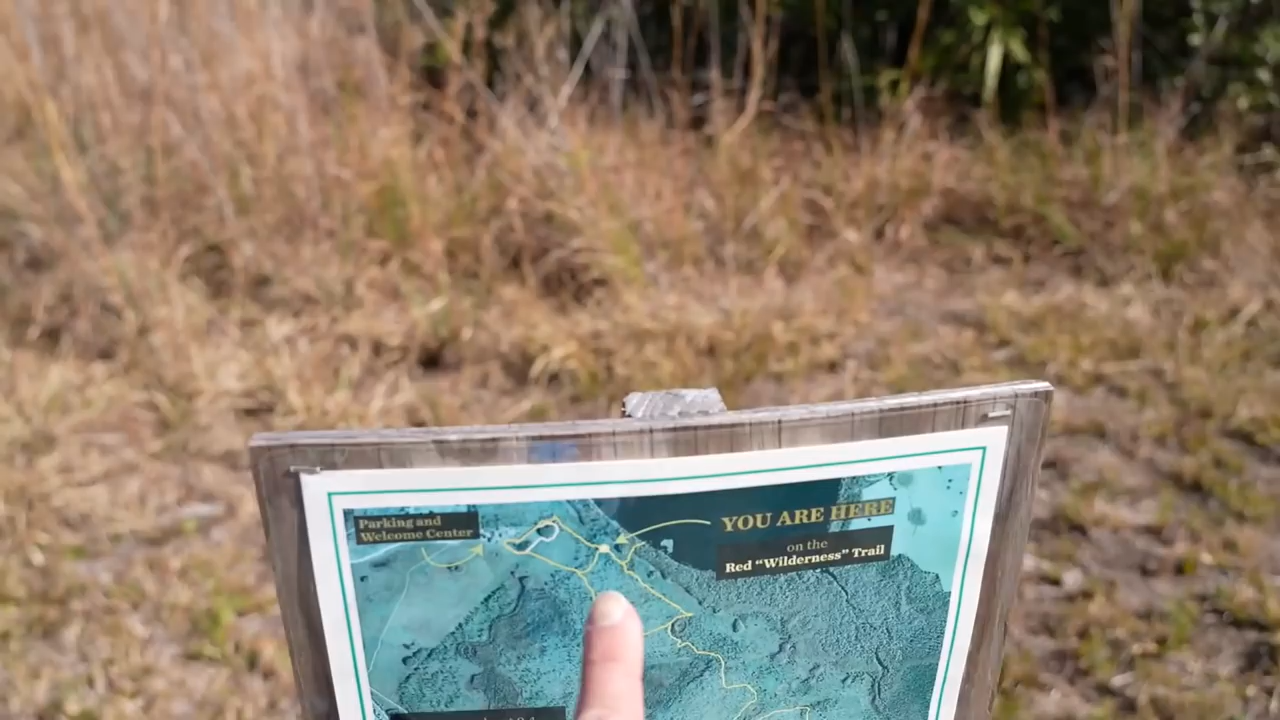 Parking and
Welcome Center
YOU ARE HERE
on the
Red “Wilderness” Trail